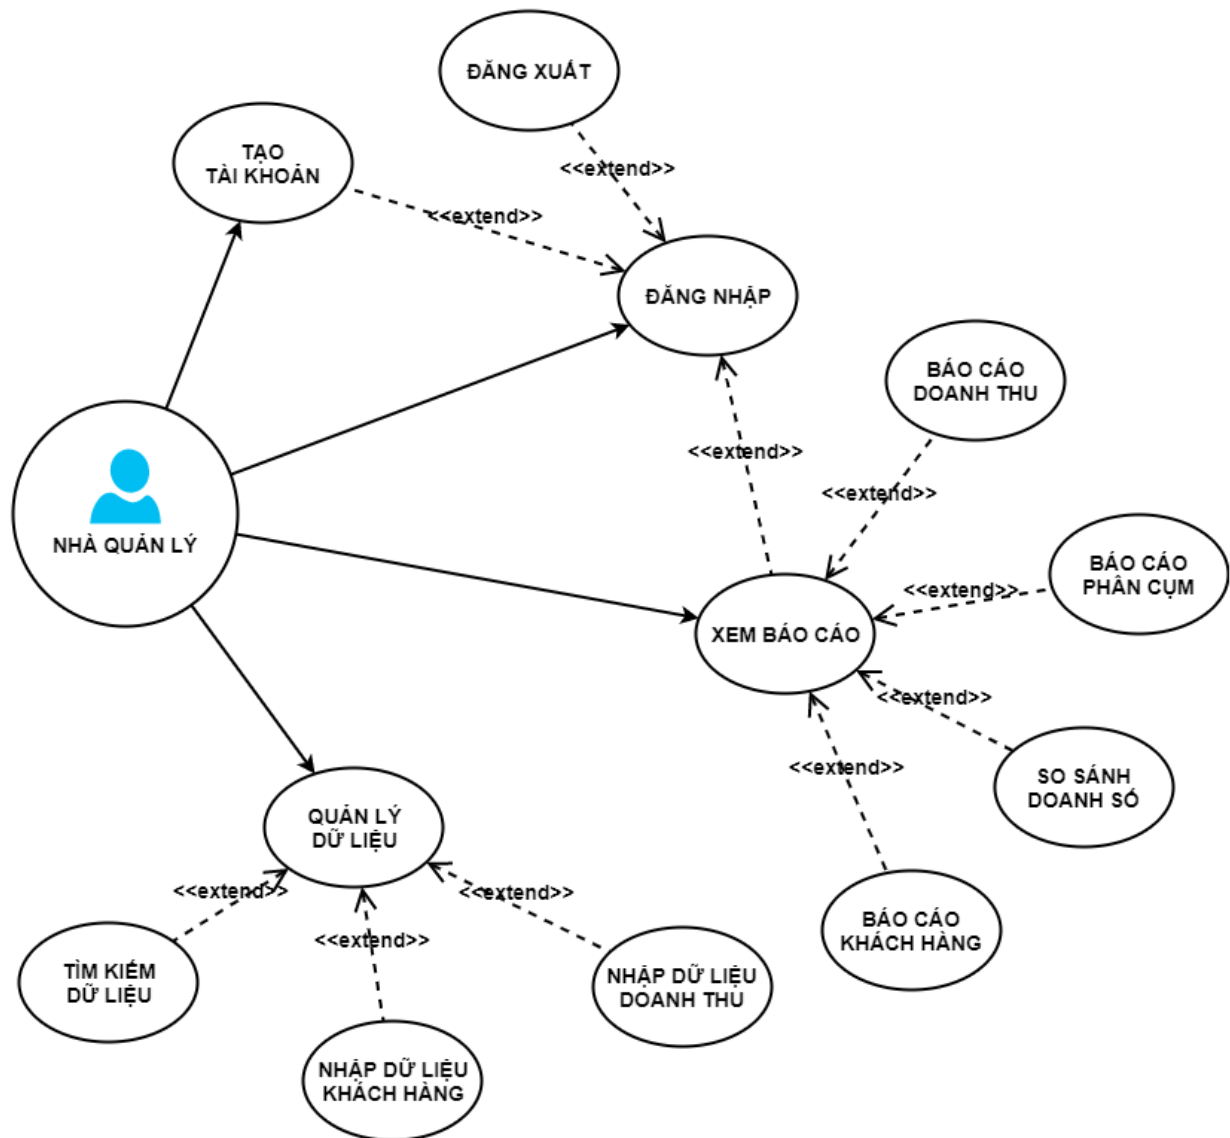 ĐĂNG XUẤT
<<extend>>
TẠO
TÀI KHOẢN
<<extend>>
ĐĂNG NHẬP
BÁO CÁO
DOANH THU
<<extend>>
<<extend>>
NHÀ QUẢN LÝ
BÁO CÁO
PHÂN CỤM
<<extend>>
XEM BÁO CÁO
<<extend>>
<<extend>>
SO SÁNH
DOANH SỐ
QUẢN LÝ
DỮ LIỆU
<<extend>>
<<extend>>
<<extend>>
BÁO CÁO
KHÁCH HÀNG
TÌM KIẾM
DỮ LIỆU
NHẬP DỮ LIỆU
DOANH THU
NHẬP DỮ LIỆU
KHÁCH HÀNG